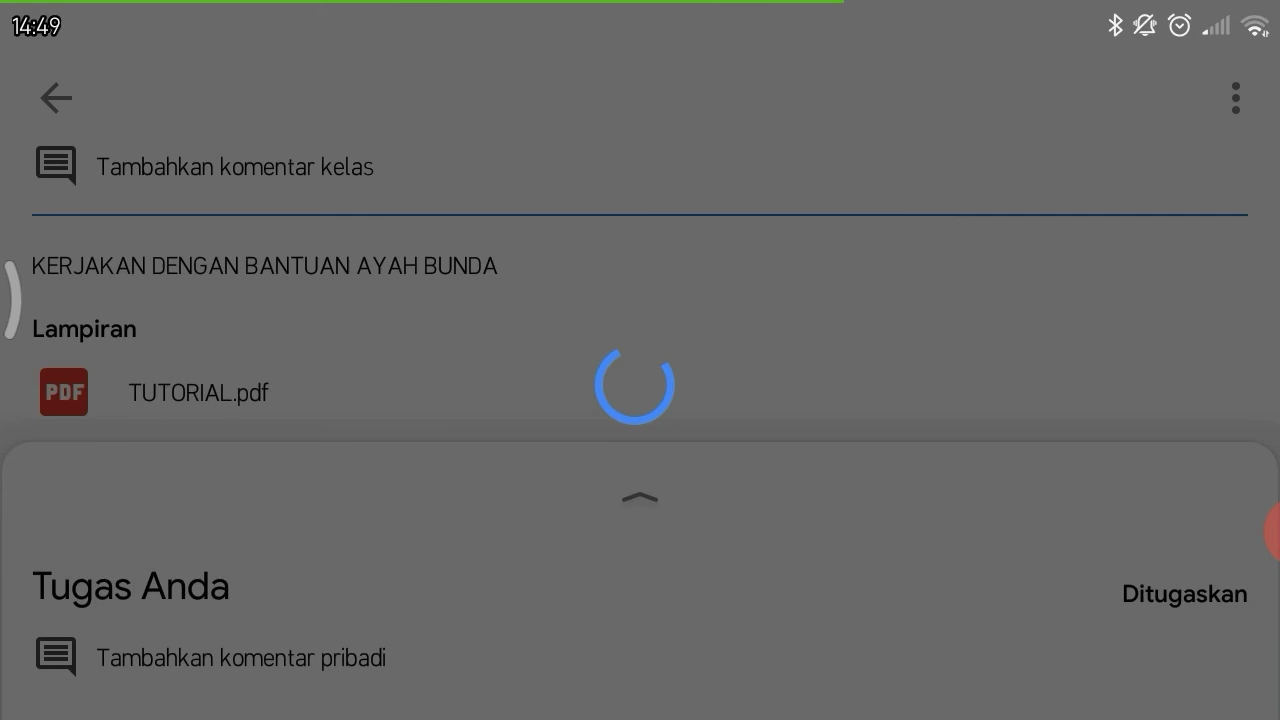 14:49
Tambahkan komentar kelas
KERJAKAN DENGAN BANTUAN AYAH BUNDA
Lampiran
PDF TUTORIAL.pdf
Tugas Anda
Ditugaskan
Tambahkan komentar pribadi